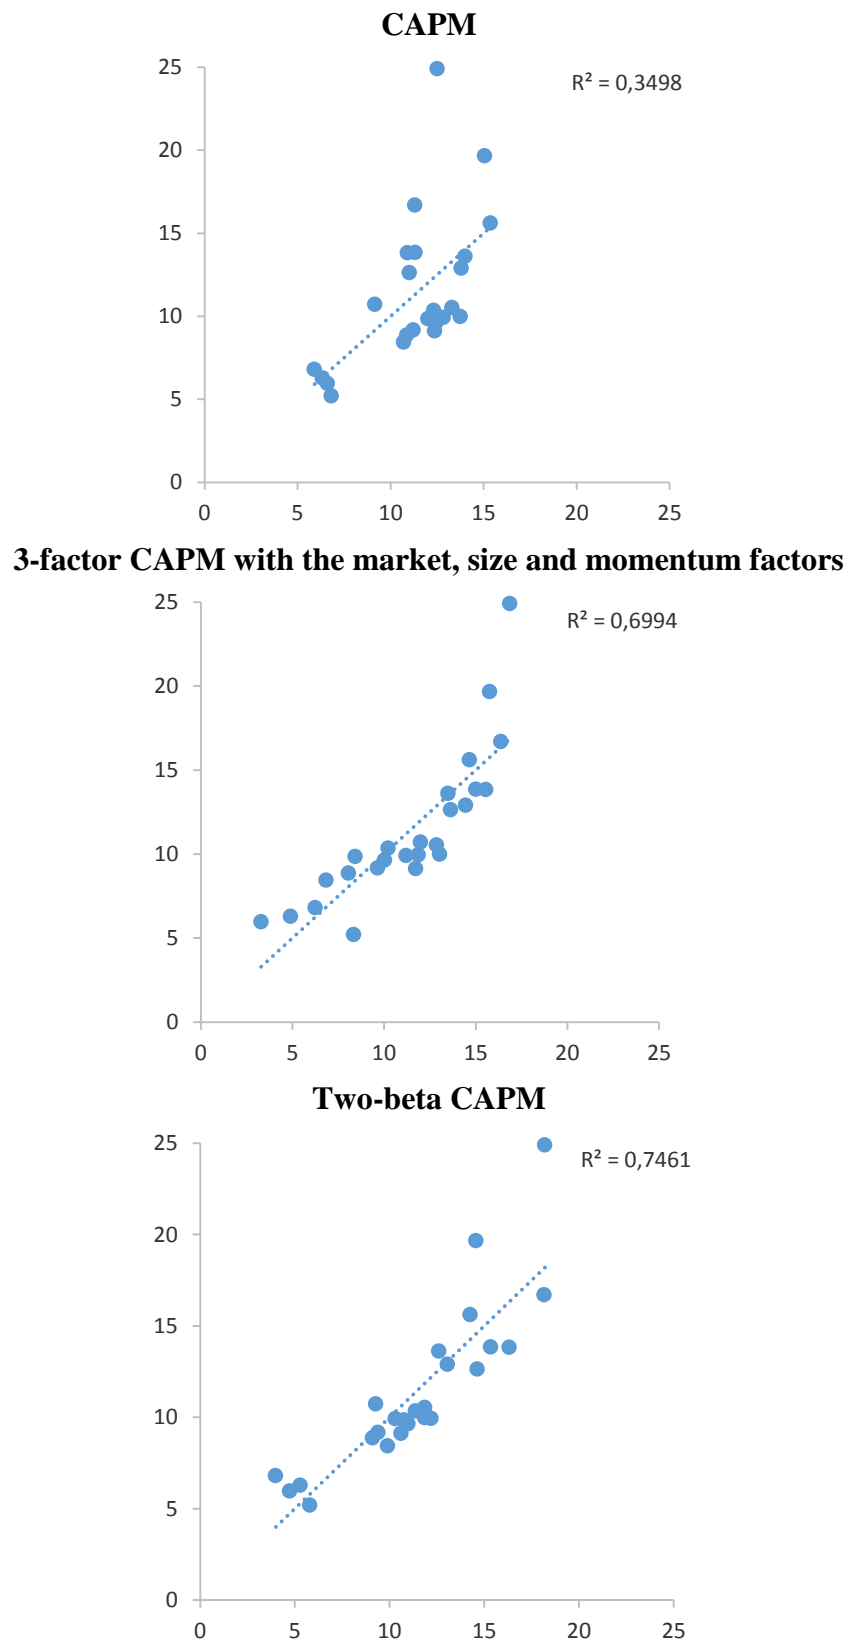 CAPM
R² = 0,3498
25
20
15
10
5
0
0 5 10 15 20 25
3-factor CAPM with the market, size and momentum factors
R² = 0,6994
25
20
15
10
5
0
0 5 10 15 20 25
Two-beta CAPM
R² = 0,7461
25
20
15
10
5
0
0 5 10 15 20 25